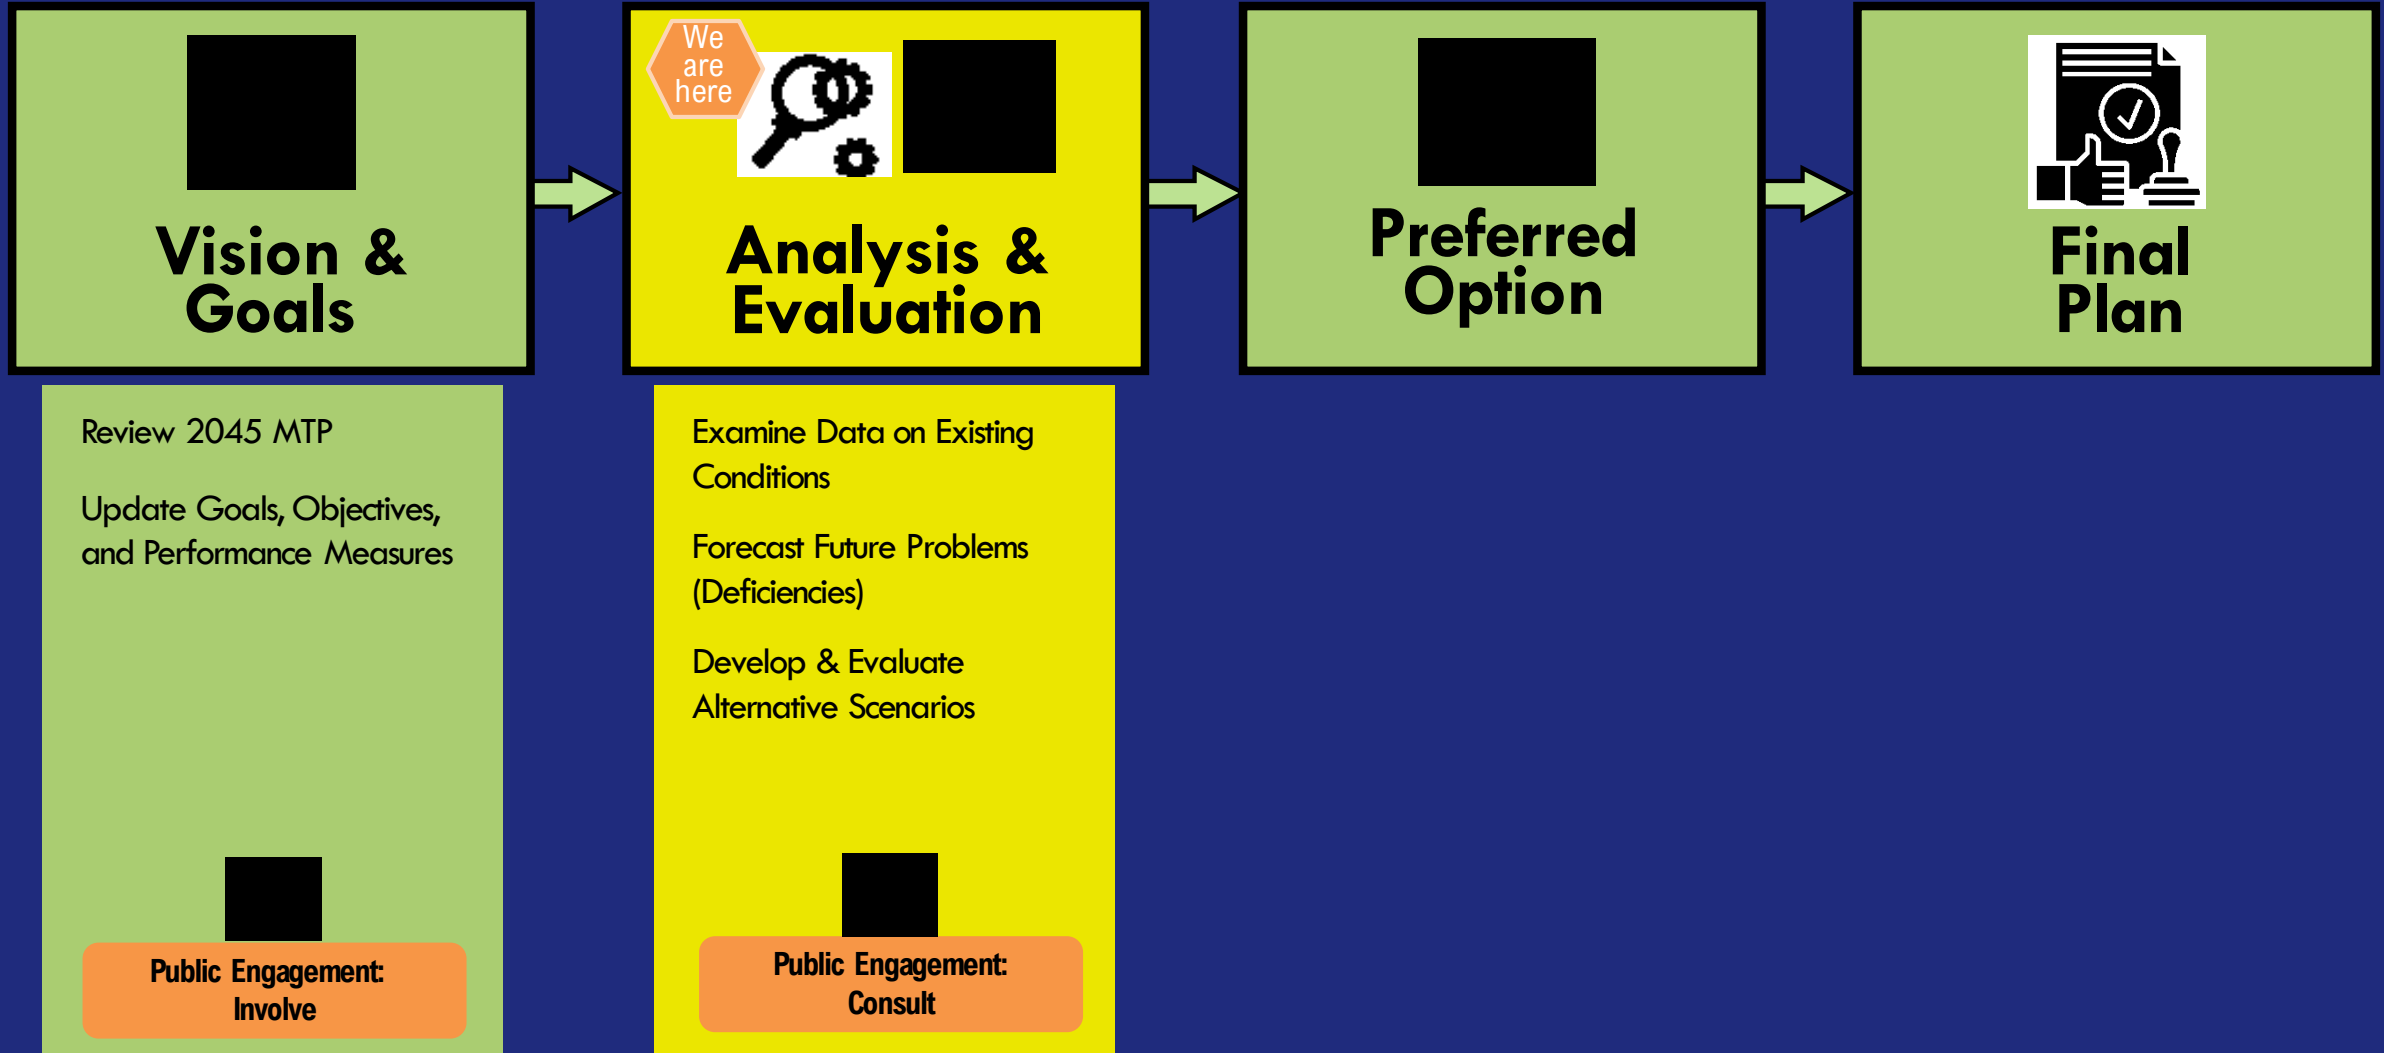 Vision &
Goals
We
are
here
Analysis &
Evaluation
Preferred
Option
Final
Plan
Review 2045 MTP
Update Goals, Objectives,
and Performance Measures
Public Engagement:
Involve
Examine Data on Existing
Conditions
Forecast Future Problems
(Deficiencies)
Develop & Evaluate
Alternative Scenarios
Public Engagement:
Consult